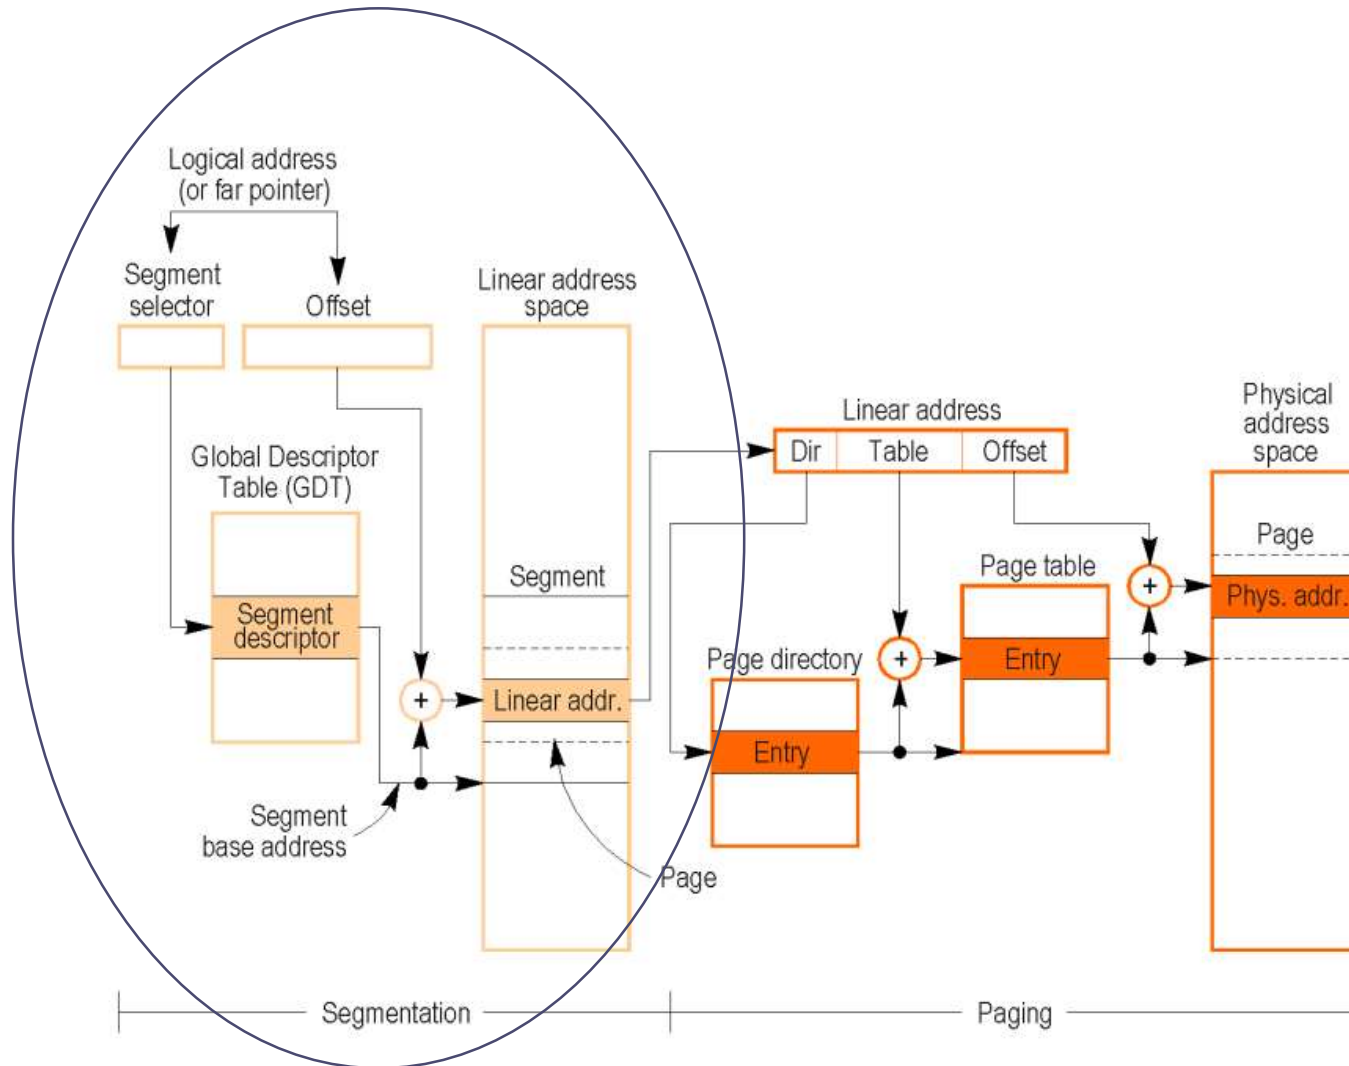 Logical address
(or far pointer)
Segment
selector
Offset
Linear address
space
Global Descriptor
Table (GDT)
Segment
descriptor
+
Segment
base address
Segment
Linear addr.
Page
Linear address
Dir
Table
Offset
Page directory
Entry
+
Page table
Entry
+
Physical
address
space
Page
Phys. addr.
Segmentation
Paging